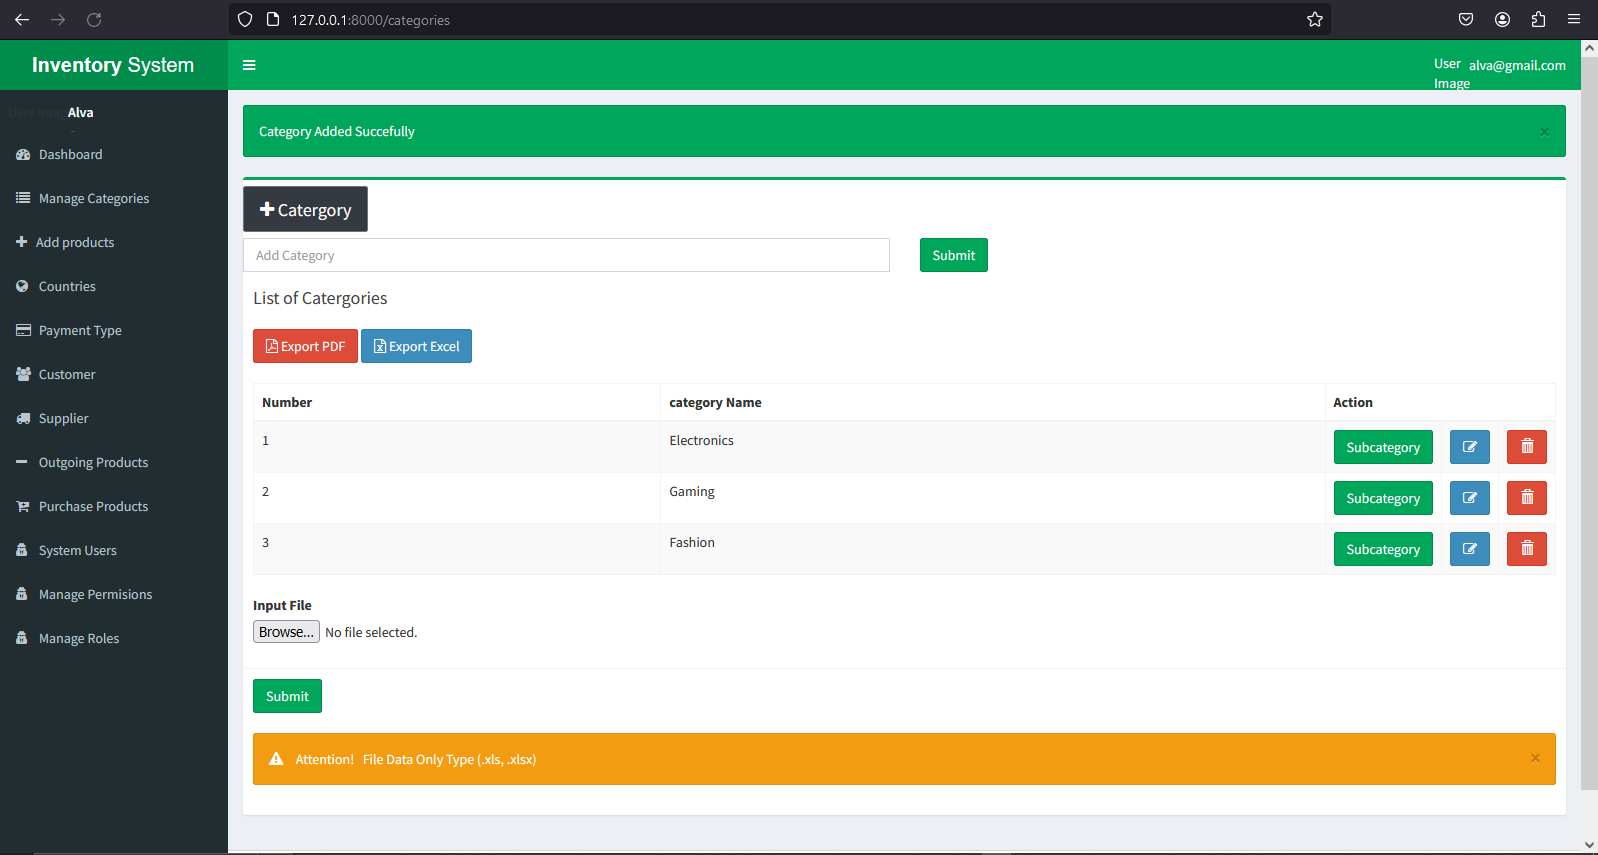 127.0.0.1:8000/categories
Inventory System
User Image
alva@gmail.com
User Imag Alva
Category Added Succefully
×
Dashboard
Manage Categories
Add products
Countries
Payment Type
Customer
Supplier
Outgoing Products
Purchase Products
System Users
Manage Permisions
Manage Roles
Catergory
Add Category
Submit
List of Catergories
Export PDF Export Excel
Number category Name Action
1 Electronics Subcategory
2 Gaming Subcategory
3 Fashion Subcategory
Input File
Browse... No file selected.
Submit
Attention! File Data Only Type (.xls, .xlsx) ×